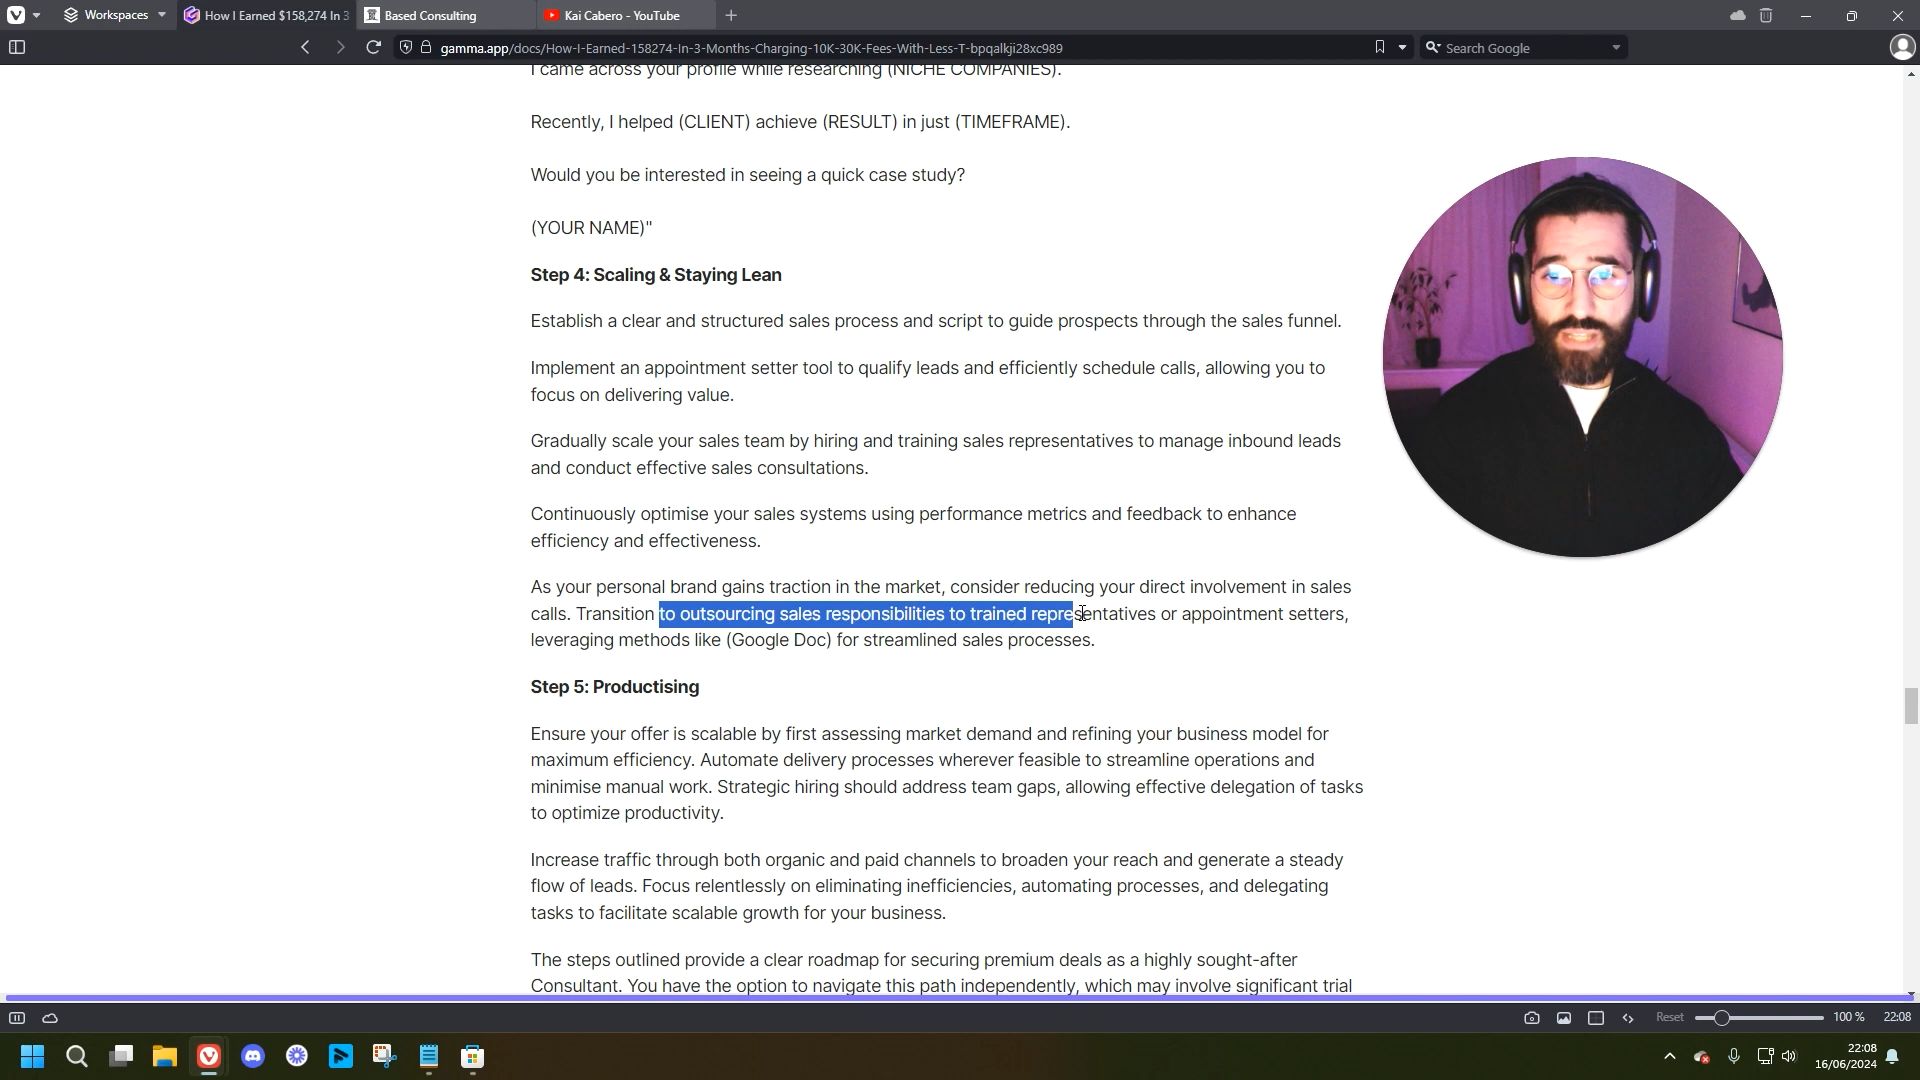 Workspaces
How I Earned $158,274 In 3
Based Consulting
Kai Cabero - YouTube
gamma.app/docs/How-I-Earned-158274-In-3-Months-Charging-10K-30K-Fees-With-Less-T-bpqalkji28xc989
Search Google
I came across your profile while researching (NICHE COMPANIES).
Recently, I helped (CLIENT) achieve (RESULT) in just (TIMEFRAME).
Would you be interested in seeing a quick case study?
(YOUR NAME)"
Step 4: Scaling & Staying Lean
Establish a clear and structured sales process and script to guide prospects through the sales funnel.
Implement an appointment setter tool to qualify leads and efficiently schedule calls, allowing you to
focus on delivering value.
Gradually scale your sales team by hiring and training sales representatives to manage inbound leads
and conduct effective sales consultations.
Continuously optimise your sales systems using performance metrics and feedback to enhance
efficiency and effectiveness.
As your personal brand gains traction in the market, consider reducing your direct involvement in sales
calls. Transition to outsourcing sales responsibilities to trained representatives or appointment setters,
leveraging methods like (Google Doc) for streamlined sales processes.
Step 5: Productising
Ensure your offer is scalable by first assessing market demand and refining your business model for
maximum efficiency. Automate delivery processes wherever feasible to streamline operations and
minimise manual work. Strategic hiring should address team gaps, allowing effective delegation of tasks
to optimize productivity.
Increase traffic through both organic and paid channels to broaden your reach and generate a steady
flow of leads. Focus relentlessly on eliminating inefficiencies, automating processes, and delegating
tasks to facilitate scalable growth for your business.
The steps outlined provide a clear roadmap for securing premium deals as a highly sought-after
Consultant. You have the option to navigate this path independently, which may involve significant trial
Reset
100 %
22:08
22:08
16/06/2024